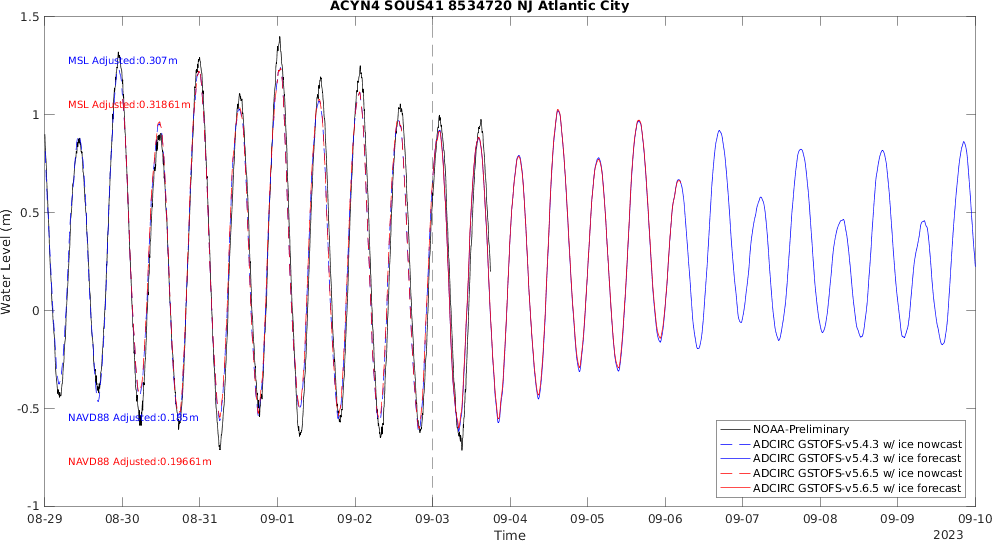 ACYN4 SOUS41 8534720 NJ Atlantic City
1.5
1
0.5
0
-0.5
-1
Water Level (m)
MSL Adjusted:0.307m
MSL Adjusted:0.31861m
NAVD88 Adjusted:0.185m
NAVD88 Adjusted:0.19661m
NOAA-Preliminary
ADCIRC GSTOFS-v5.4.3 w/ ice nowcast
ADCIRC GSTOFS-v5.4.3 w/ ice forecast
ADCIRC GSTOFS-v5.6.5 w/ ice nowcast
ADCIRC GSTOFS-v5.6.5 w/ ice forecast
08-29 08-30 08-31 09-01 09-02 09-03 09-04 09-05 09-06 09-07 09-08 09-09 09-10
Time
2023